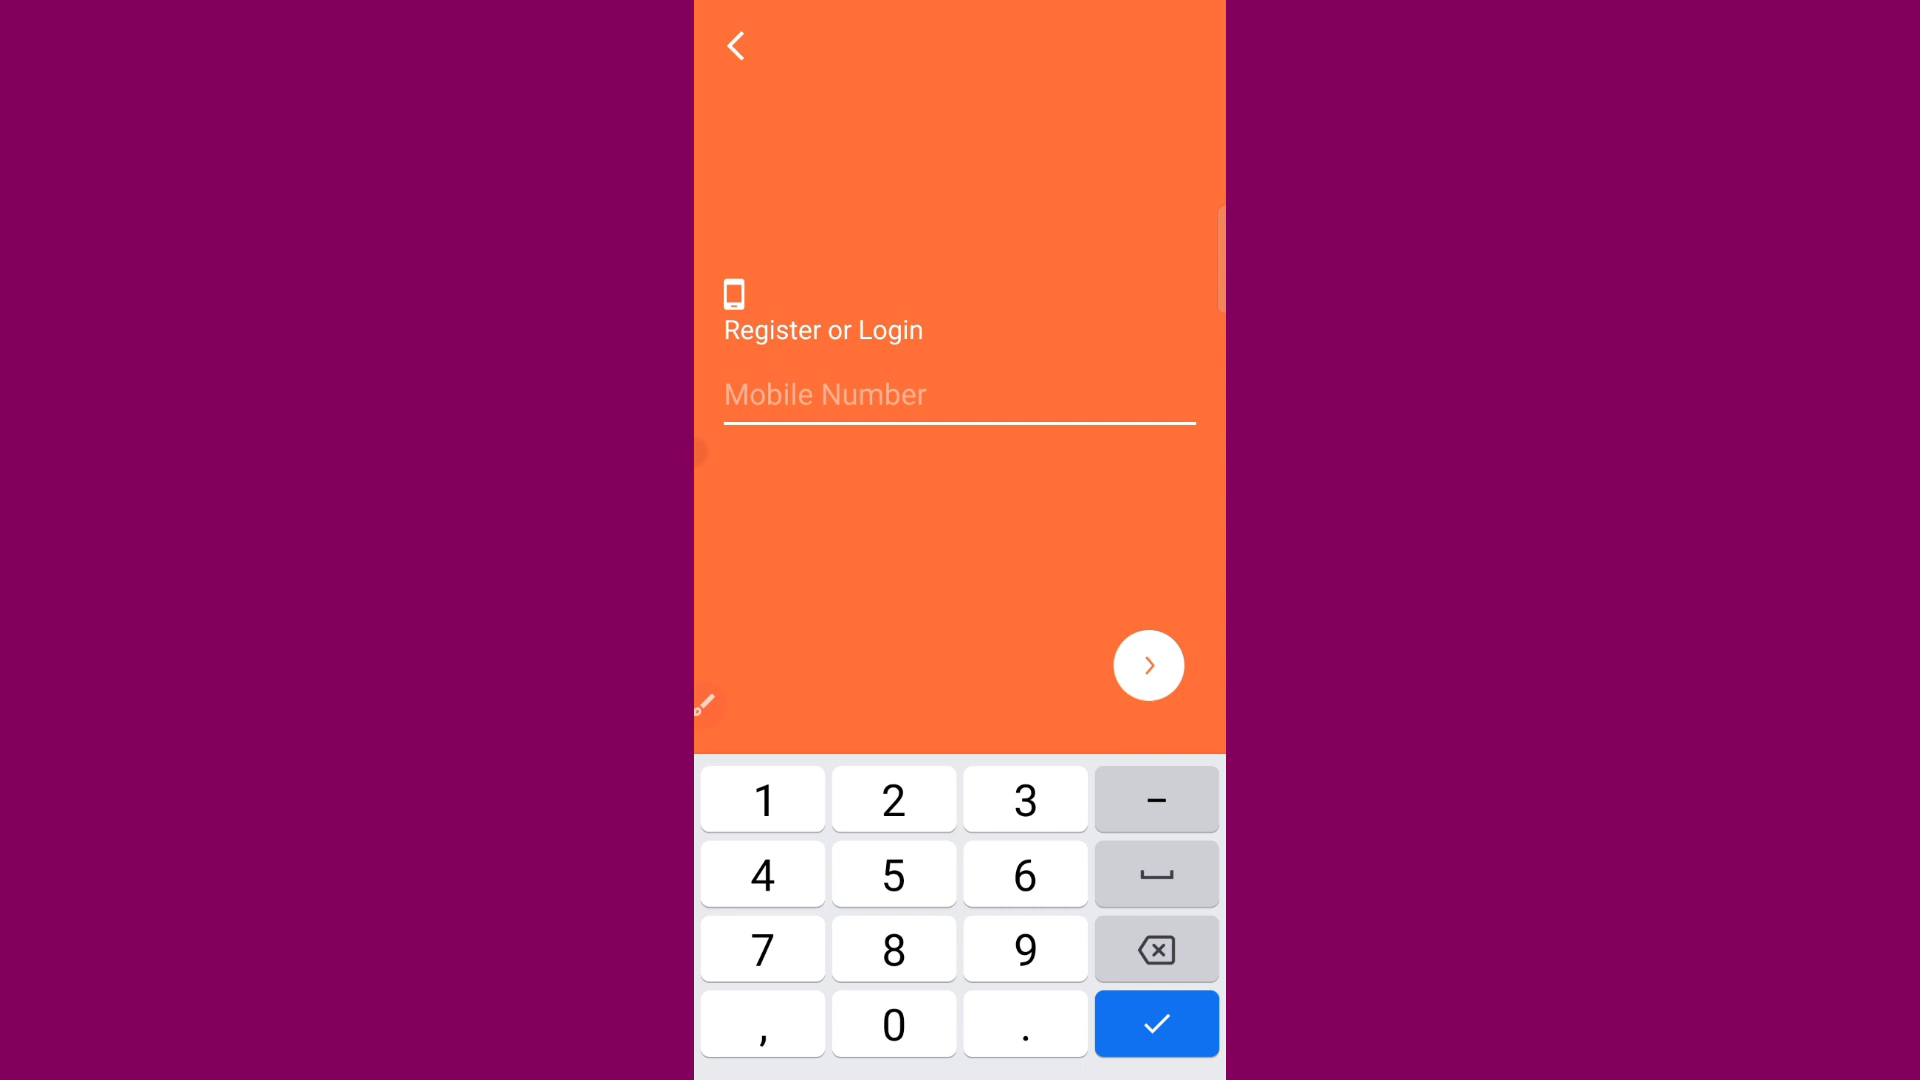 Register or Login
Mobile Number
1 2 3 -
4 5 6
7 8 9
, 0 .